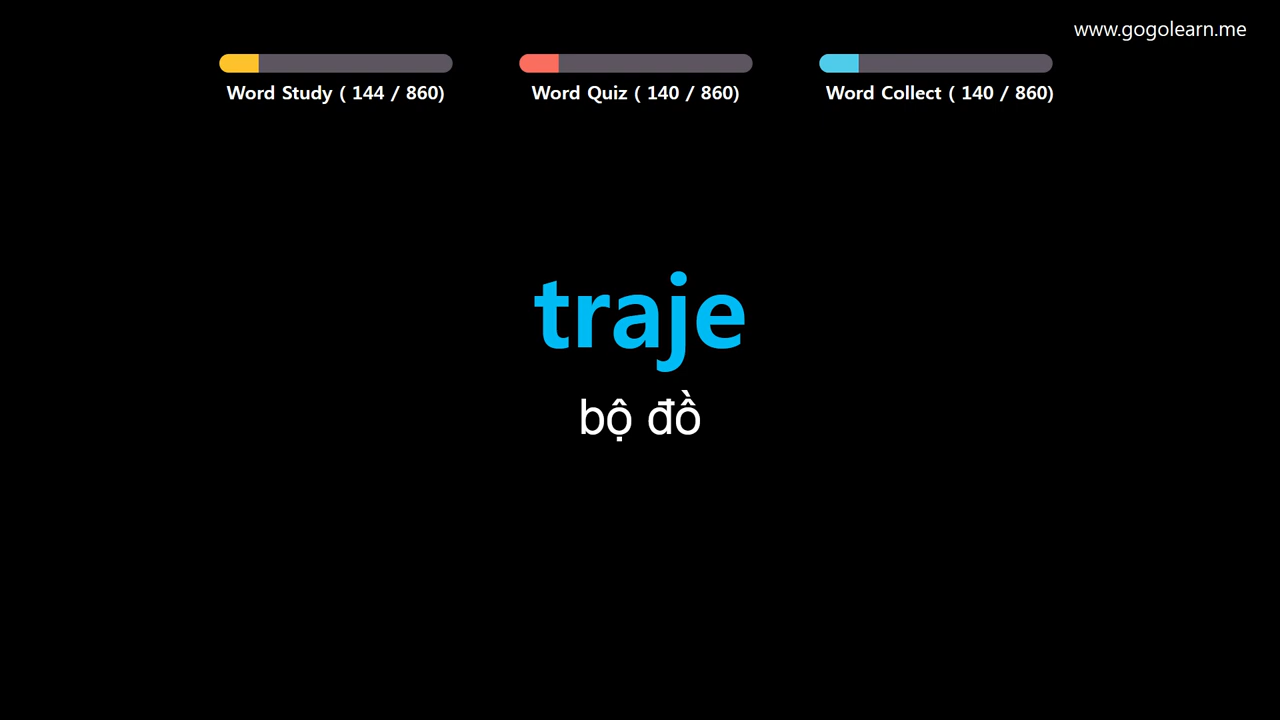 www.gogolearn.me
Word Study ( 144 / 860)
Word Quiz ( 140 / 860)
Word Collect ( 140 / 860)
traje
bộ đồ